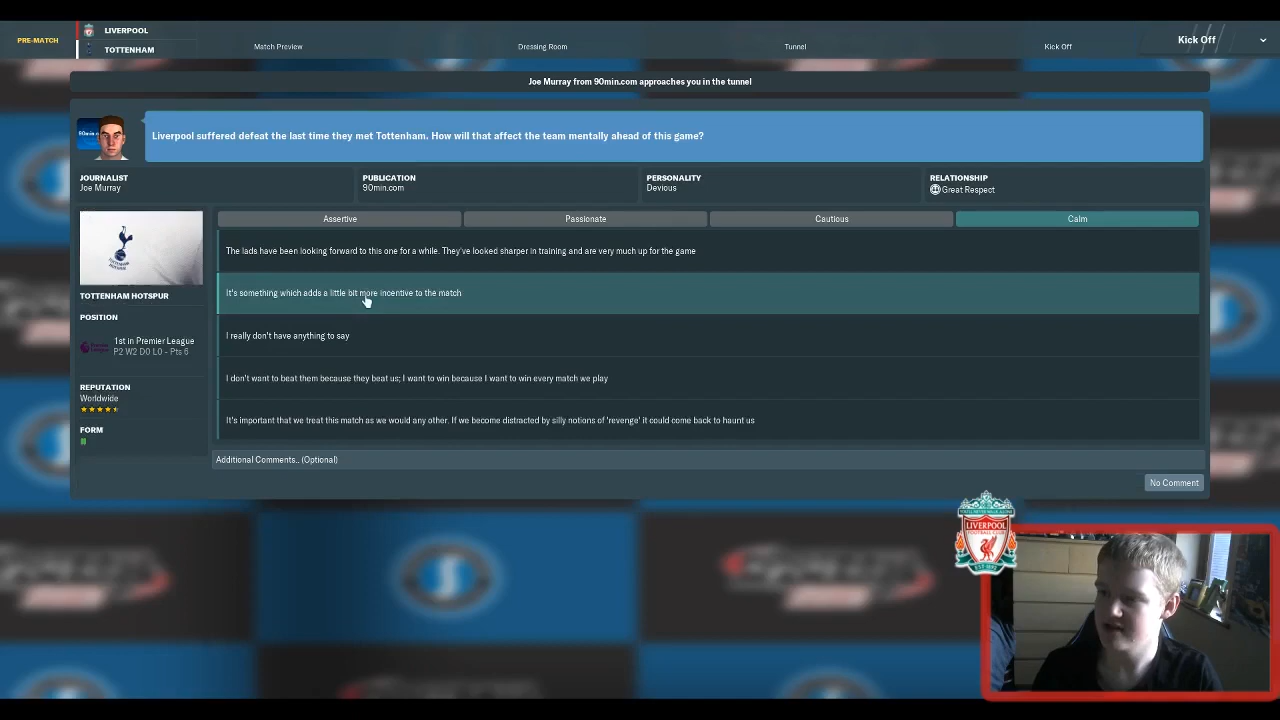 PRE-MATCH
LIVERPOOL
TOTTENHAM
Match Preview
Dressing Room
Tunnel
Kick Off
Kick Off
Joe Murray from 90min.com approaches you in the tunnel
Liverpool suffered defeat the last time they met Tottenham. How will that affect the team mentally ahead of this game?
JOURNALIST
Joe Murray
PUBLICATION
90min.com
PERSONALITY
Devious
RELATIONSHIP
Great Respect
TOTTENHAM HOTSPUR
POSITION
1st in Premier League
P2 W2 D0 L0 - Pts 6
REPUTATION
Worldwide
FORM
Assertive
Passionate
Cautious
Calm
The lads have been looking forward to this one for a while. They've looked sharper in training and are very much up for the game
It's something which adds a little bit more incentive to the match
I really don't have anything to say
I don't want to beat them because they beat us; I want to win because I want to win every match we play
It's important that we treat this match as we would any other. If we become distracted by silly notions of 'revenge' it could come back to haunt us
Additional Comments.. (Optional)
No Comment
LIVERPOOL
FOOTBALL CLUB